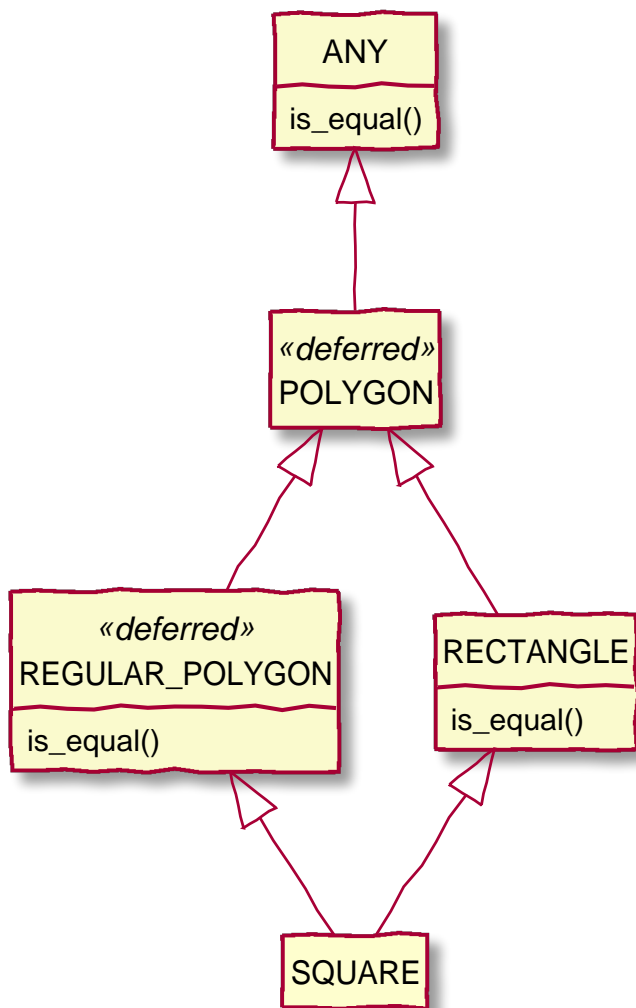 ANY
is_equal()
«deferred»
POLYGON
«deferred»
REGULAR_POLYGON
is_equal()
RECTANGLE
is_equal()
SQUARE